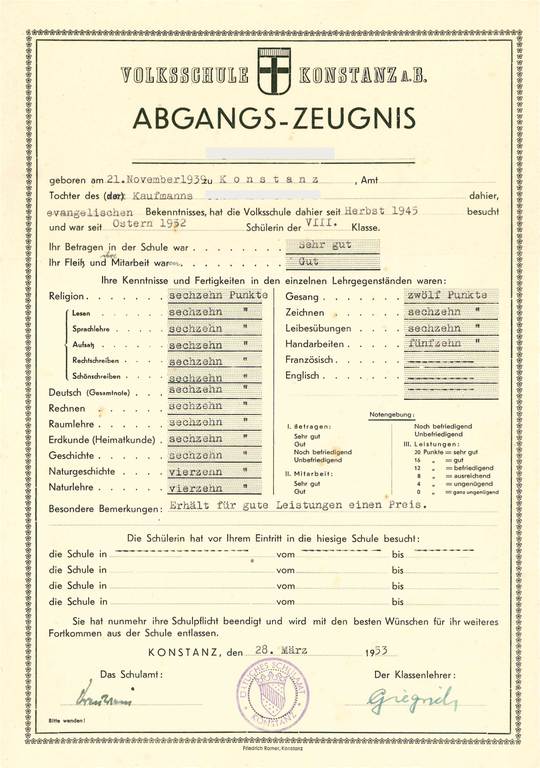 VOLKSSCHULE KONSTANZ A.B.
ABGANGS-ZEUGNIS
geboren am 21.November1939 zu Konstanz, Amt
Tochter des (der) Kaufmanns dahier,
evangelischen Bekenntnisses, hat die Volksschule dahier seit Herbst 1945 besucht
und war seit Ostern 1952 Schülerin der VIII. Klasse.
Ihr Betragen in der Schule war . . . . . . . . sehr gut
Ihr Fleiß und ihre Mitarbeit waren. . . . . . . . Gut
Ihre Kenntnisse und Fertigkeiten in den einzelnen Lehrgegenständen waren:
Religion . . . . . . sechzehn Punkte
Lesen . . . . . sechzehn "
Sprachlehre . . . . sechzehn "
Aufsatz . . . . sechzehn "
Rechtschreiben . . . sechzehn "
Schönschreiben . . . sechzehn "
Deutsch (Gesamtnote) . . sechzehn "
Rechnen . . . . . sechzehn "
Raumlehre . . . . sechzehn "
Erdkunde (Heimatkunde) . sechzehn "
Geschichte . . . . . sechzehn "
Naturgeschichte . . . vierzehn "
Naturlehre . . . . . vierzehn "
Gesang . . . . . . zwölf Punkte
Zeichnen . . . . . sechzehn "
Leibesübungen . . . sechzehn "
Handarbeiten . . . . fünfzehn "
Französisch . . . .
Englisch . . . . .
Notengebung:
I. Betragen:
Sehr gut
Gut
Noch befriedigend
Unbefriedigend
II. Mitarbeit:
Sehr gut
Gut
Noch befriedigend
Unbefriedigend
III. Leistungen:
20 Punkte = sehr gut
16 „ = gut
12 „ = befriedigend
8 „ = ausreichend
4 „ = ungenügend
0 „ = ganz ungenügend
Besondere Bemerkungen: Erhält für gute Leistungen einen Preis.
Die Schülerin hat vor Ihrem Eintritt in die hiesige Schule besucht:
die Schule in vom bis
die Schule in vom bis
die Schule in vom bis
die Schule in vom bis
Sie hat nunmehr ihre Schulpflicht beendigt und wird mit den besten Wünschen für ihr weiteres
Fortkommen aus der Schule entlassen.
KONSTANZ, den 28. März 1953
Das Schulamt:
Der Klassenlehrer:
KONSTANZ
Bitte wenden!
Friedrich Romer, Konstanz